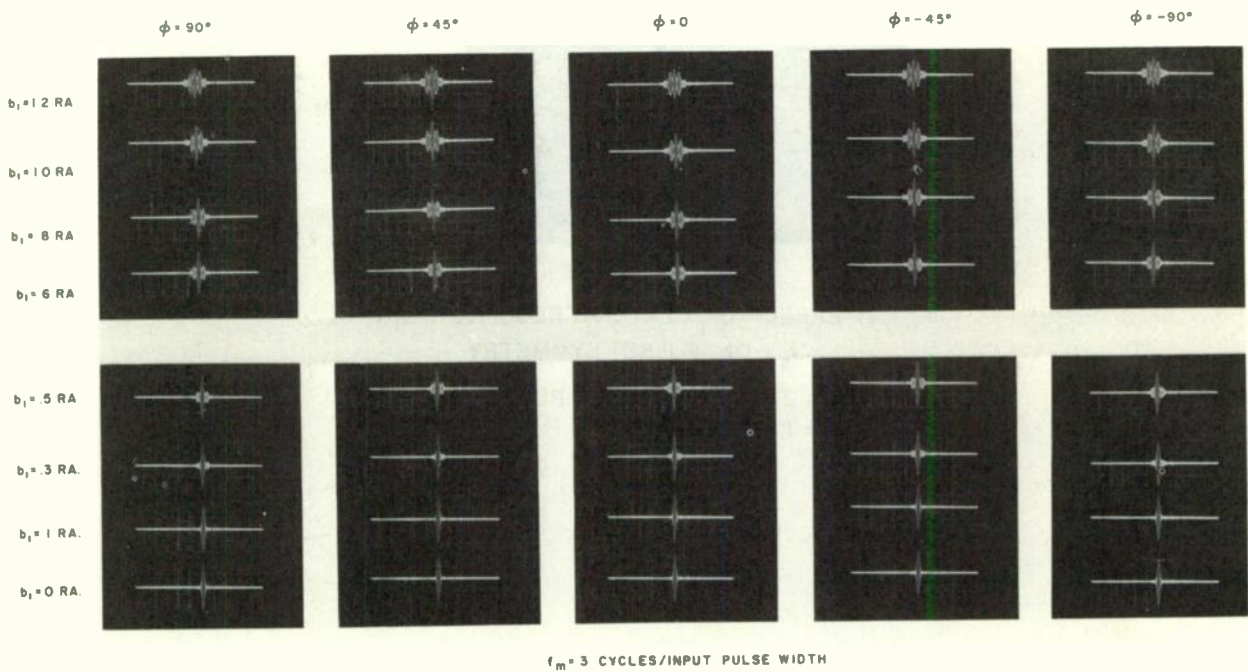 ϕ = 90° ϕ = 45° ϕ = 0 ϕ = -45° ϕ = -90°
b₁ = 1.2 RA
b₁ = 1.0 RA
b₁ = .8 RA
b₁ = .6 RA
b₁ = .5 RA
b₁ = .3 RA.
b₁ = .1 RA.
b₁ = 0 RA.
fₘ = 3 CYCLES/INPUT PULSE WIDTH